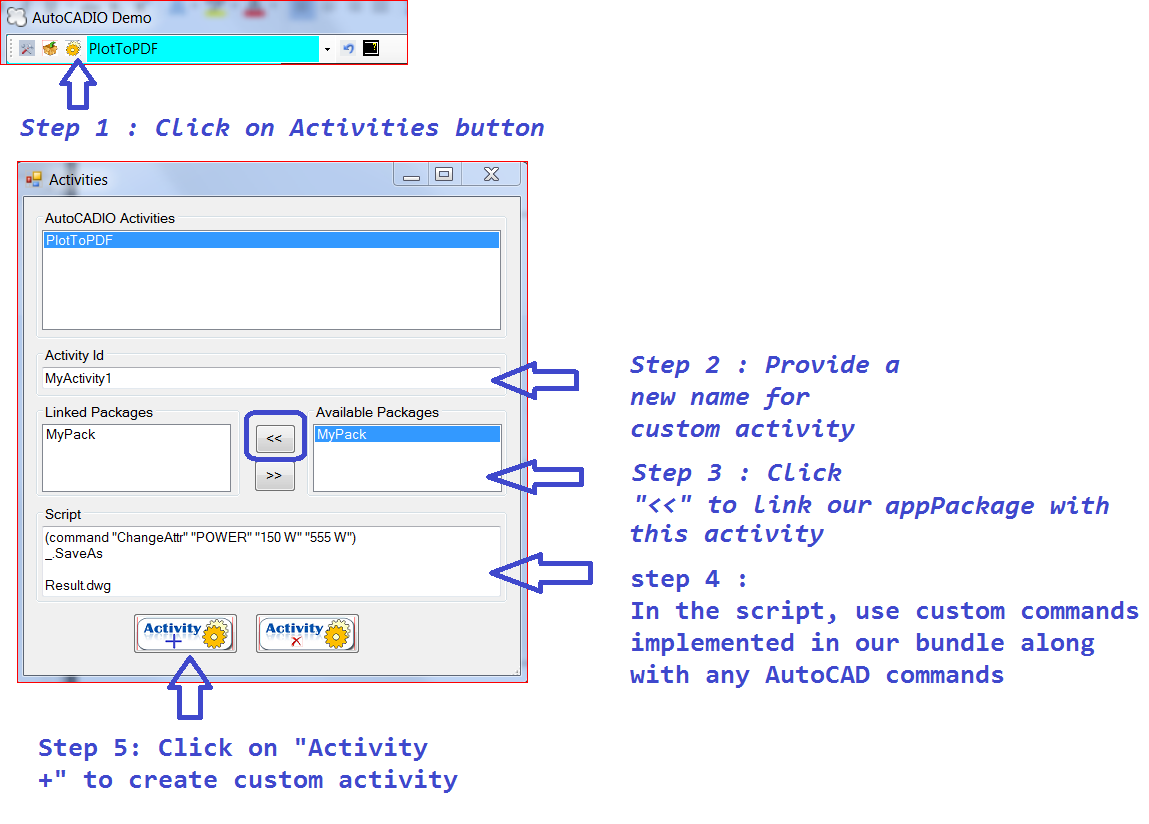 AutoCADIO Demo
PlotToPDF
Step 1 : Click on Activities button
Activities
AutoCADIO Activities
PlotToPDF
Activity Id
MyActivity1
Linked Packages
MyPack
<<
>>
Available Packages
MyPack
Script
(command "ChangeAttr" "POWER" "150 W" "555 W")
_.SaveAs
Result.dwg
Activity
+
Activity
x
Step 2 : Provide a
new name for
custom activity
Step 3 : Click
"<<" to link our appPackage with
this activity
step 4 :
In the script, use custom commands
implemented in our bundle along
with any AutoCAD commands
Step 5: Click on "Activity
+" to create custom activity